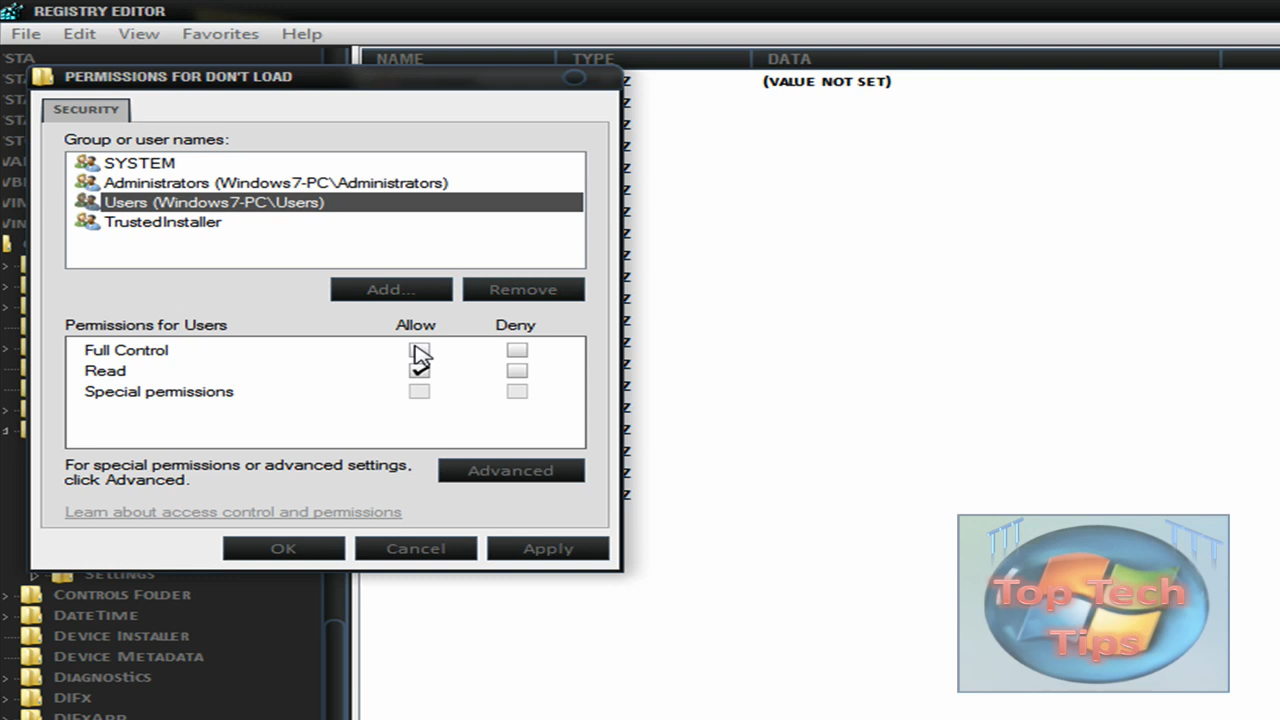 REGISTRY EDITOR
File Edit View Favorites Help
NAME TYPE DATA
PERMISSIONS FOR DON'T LOAD
(VALUE NOT SET)
SECURITY
Group or user names:
SYSTEM
Administrators (Windows7-PC\Administrators)
Users (Windows7-PC\Users)
TrustedInstaller
Add... Remove
Permissions for Users Allow Deny
Full Control
Read
Special permissions
For special permissions or advanced settings,
click Advanced.
Advanced
Learn about access control and permissions
OK Cancel Apply
SETTINGS
CONTROLS FOLDER
DATETIME
DEVICE INSTALLER
DEVICE METADATA
DIAGNOSTICS
DIFX
DIFXAPP
Top Tech
Tips